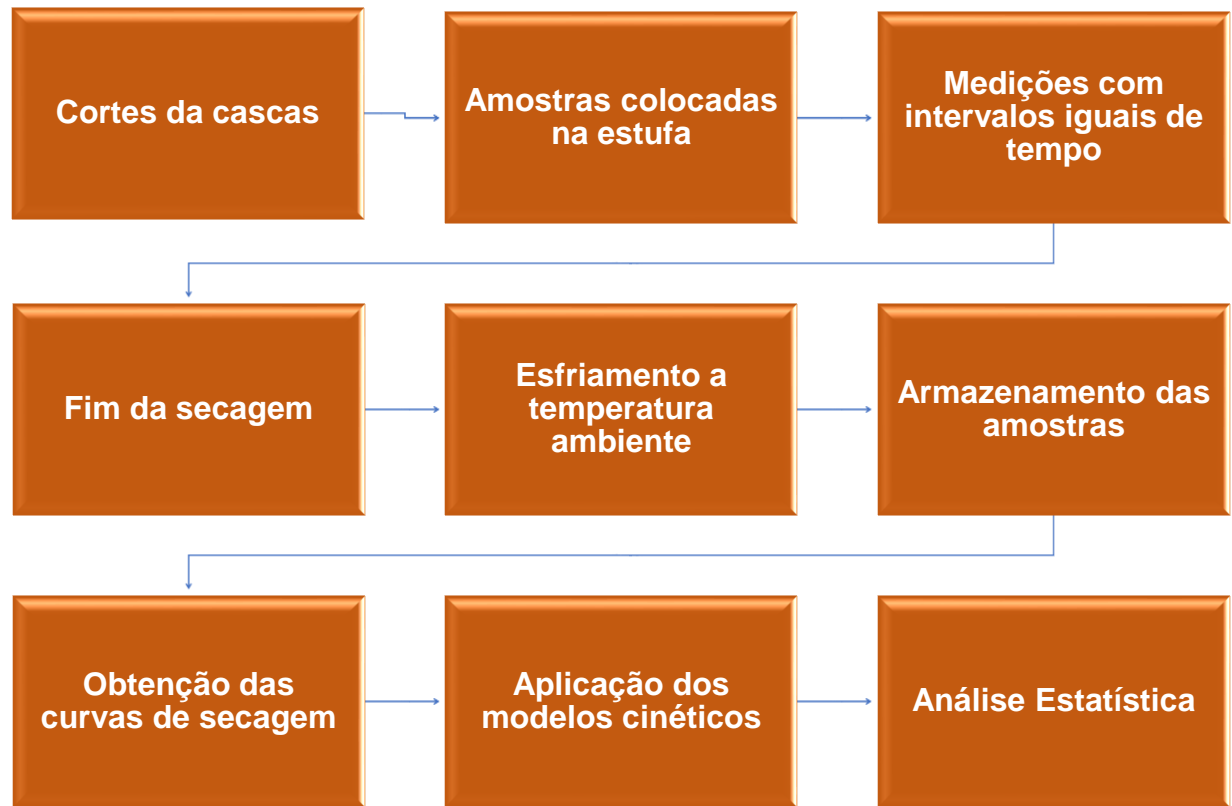 Cortes da cascas
Amostras colocadas
na estufa
Medições com
intervalos iguais de
tempo
Fim da secagem
Esfriamento a
temperatura
ambiente
Armazenamento das
amostras
Obtenção das
curvas de secagem
Aplicação dos
modelos cinéticos
Análise Estatística